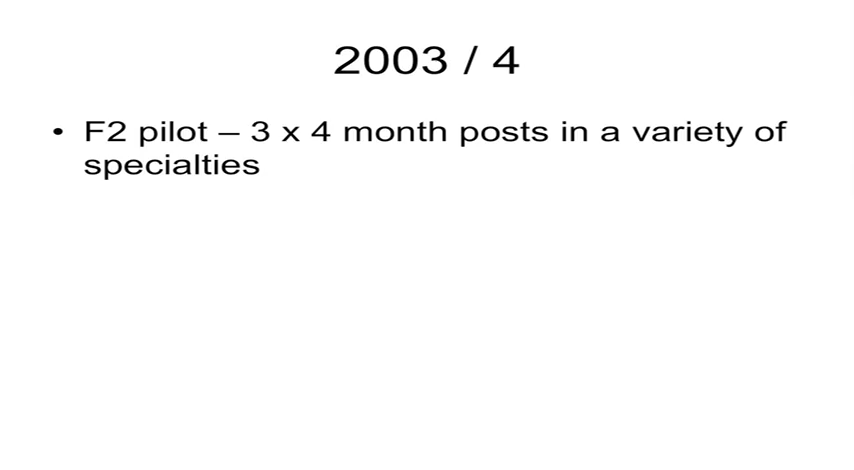 2003 / 4
• F2 pilot – 3 x 4 month posts in a variety of
specialties